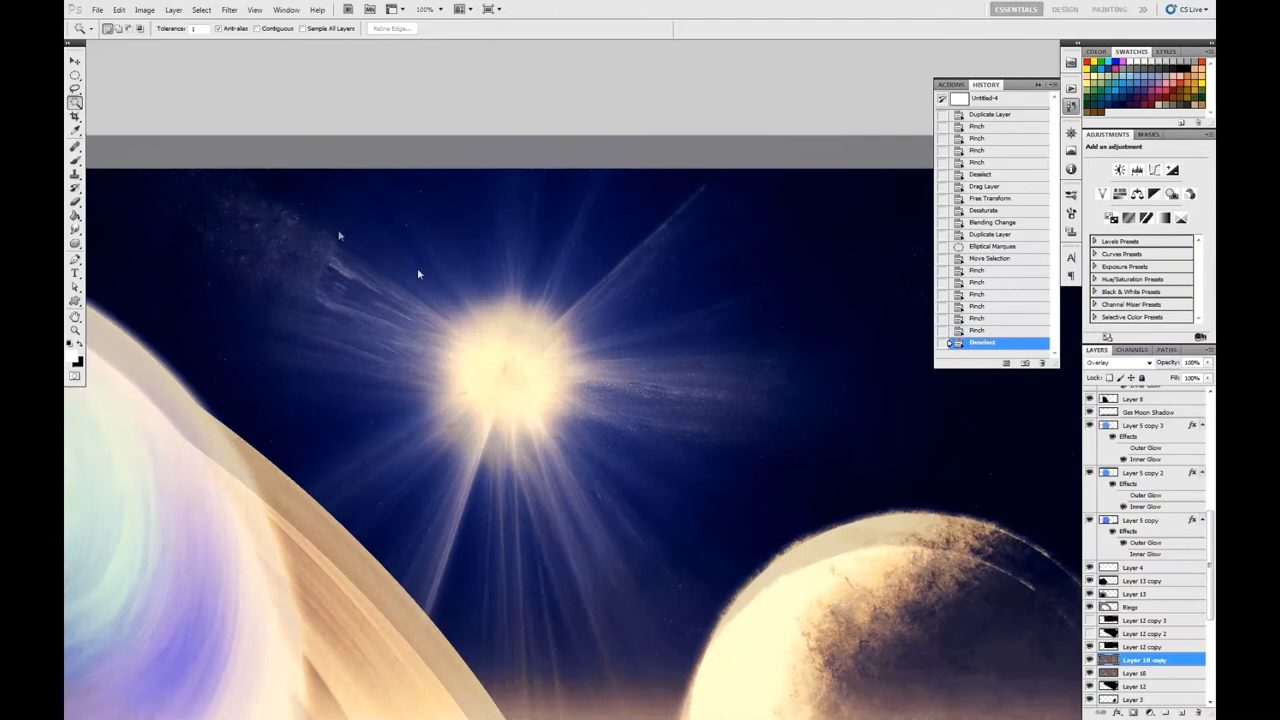 Ps File Edit Image Layer Select Filter View Window Help 100% ESSENTIALS DESIGN PAINTING CS Live
Tolerance: 1 Anti-alias Contiguous Sample All Layers Refine Edge...
ACTIONS HISTORY
Untitled-4
Duplicate Layer
Pinch
Pinch
Pinch
Pinch
Deselect
Drag Layer
Free Transform
Desaturate
Blending Change
Duplicate Layer
Elliptical Marquee
Move Selection
Pinch
Pinch
Pinch
Pinch
Pinch
Pinch
Deselect
COLOR SWATCHES STYLES
ADJUSTMENTS MASKS
Add an adjustment
Levels Presets
Curves Presets
Exposure Presets
Hue/Saturation Presets
Black & White Presets
Channel Mixer Presets
Selective Color Presets
LAYERS CHANNELS PATHS
Overlay Opacity: 100%
Lock: Fill: 100%
Inner Glow
Layer 8
Gas Moon Shadow
Layer 5 copy 3 fx
Effects
Outer Glow
Inner Glow
Layer 5 copy 2 fx
Effects
Outer Glow
Inner Glow
Layer 5 copy fx
Effects
Outer Glow
Inner Glow
Layer 4
Layer 13 copy
Layer 13
Rings
Layer 12 copy 3
Layer 12 copy 2
Layer 12 copy
Layer 18 copy
Layer 18
Layer 12
Layer 3